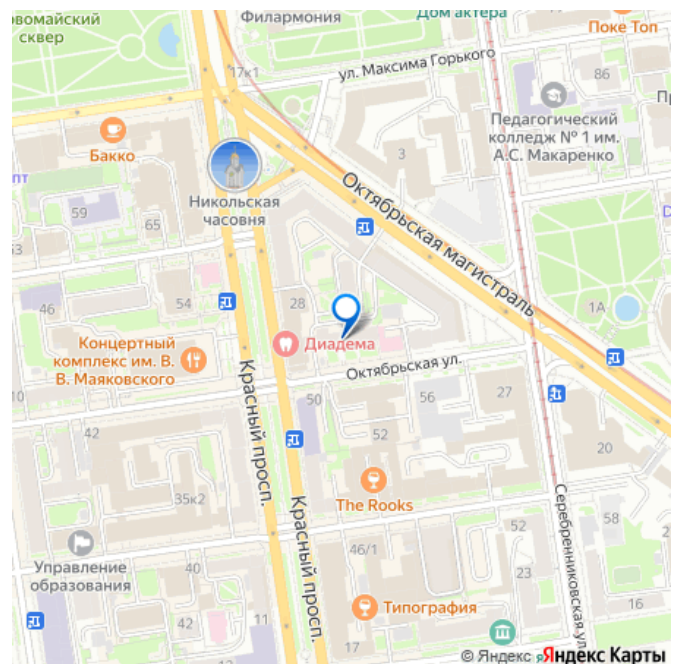 Филармония
Дом актера
Поке Топ
рвомайский
сквер
17к1
ул. Максима Горького
86
Педагогический
колледж № 1 им.
А.С. Макаренко
Бакко
3
Октябрьская магистраль
Никольская
часовня
59
65
53
54
46
28
1А
Концертный
комплекс им. В.
В. Маяковского
Диадема
Октябрьская ул.
10
42
50
56
27
52
20
Красный просп.
Красный просп.
35к2
The Rooks
Серебренниковская ул.
52
58
46/1
Управление
образования
40
23
11
Типография
16
17
© Яндекс Яндекс Карты